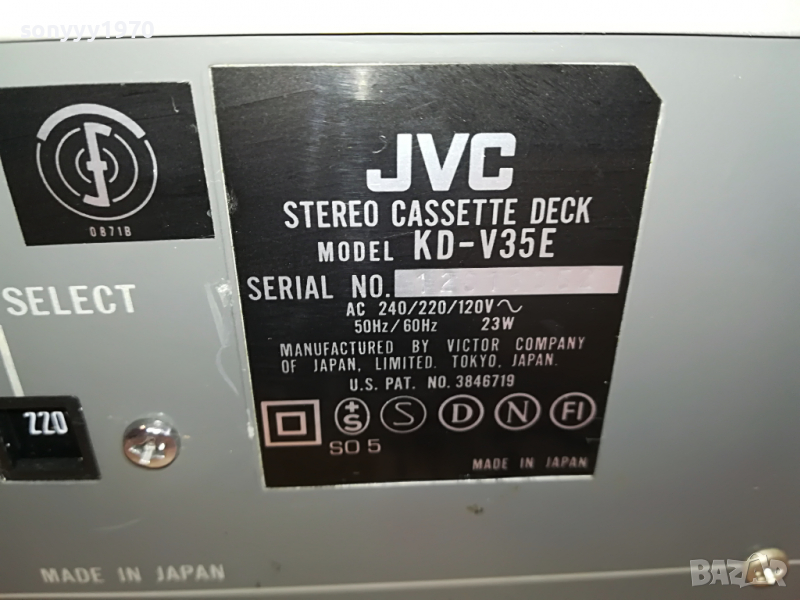 sonyyy1970
0871B
JVC
STEREO CASSETTE DECK
MODEL KD-V35E
SERIAL NO.
AC 240/220/120V~
50Hz/60Hz 23W
MANUFACTURED BY VICTOR COMPANY
OF JAPAN, LIMITED. TOKYO, JAPAN.
U.S. PAT. NO. 3846719
S S D N FI
SO 5
MADE IN JAPAN
SELECT
220
MADE IN JAPAN
BAZAR